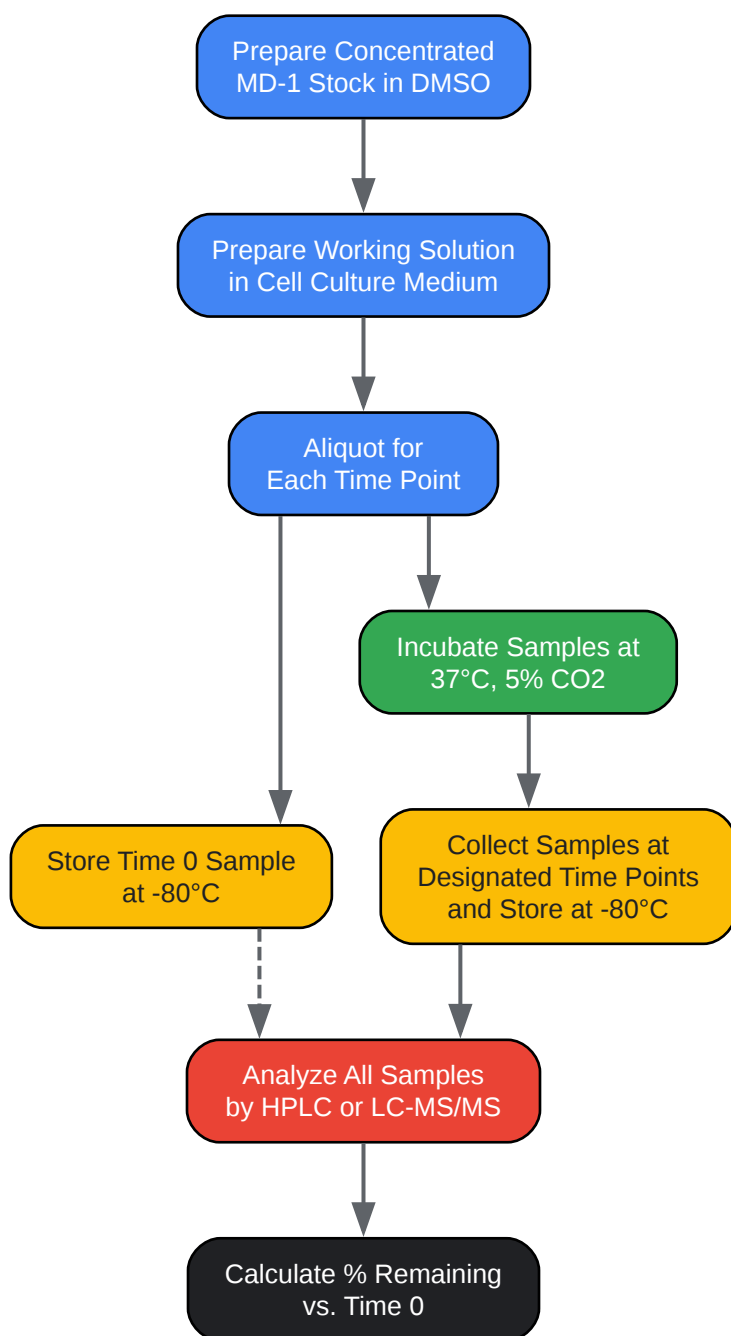 Prepare Concentrated
MD-1 Stock in DMSO
Prepare Working Solution
in Cell Culture Medium
Aliquot for
Each Time Point
Incubate Samples at
37°C, 5% CO2
Store Time 0 Sample
at -80°C
Collect Samples at
Designated Time Points
and Store at -80°C
Analyze All Samples
by HPLC or LC-MS/MS
Calculate % Remaining
vs. Time 0